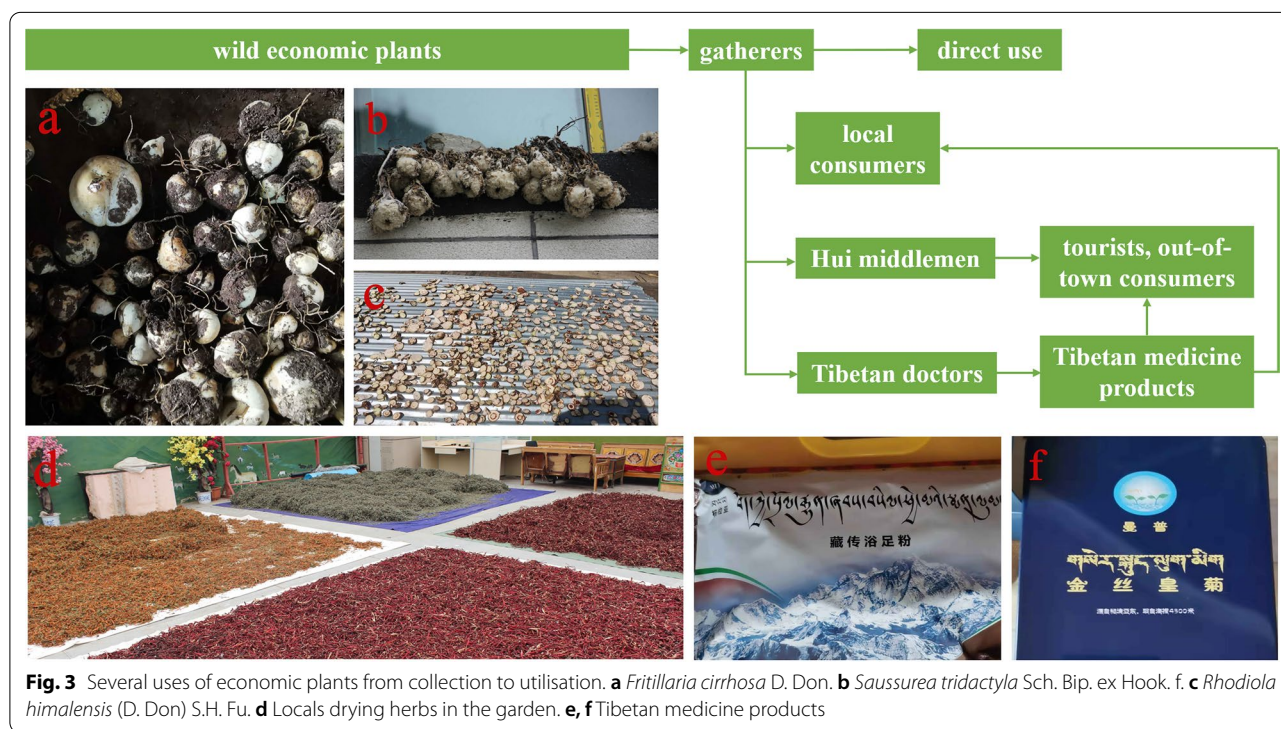 wild economic plants
gatherers
direct use
a
b
c
local
consumers
Hui middlemen
tourists, out-of-
town consumers
Tibetan doctors
Tibetan medicine
products
d
e
藏传浴足粉
f
曼普
གསེར་སྐུད་ལུག་མིག
金丝皇菊
Fig. 3 Several uses of economic plants from collection to utilisation. a Fritillaria cirrhosa D. Don. b Saussurea tridactyla Sch. Bip. ex Hook. f. c Rhodiola
himalensis (D. Don) S.H. Fu. d Locals drying herbs in the garden. e, f Tibetan medicine products